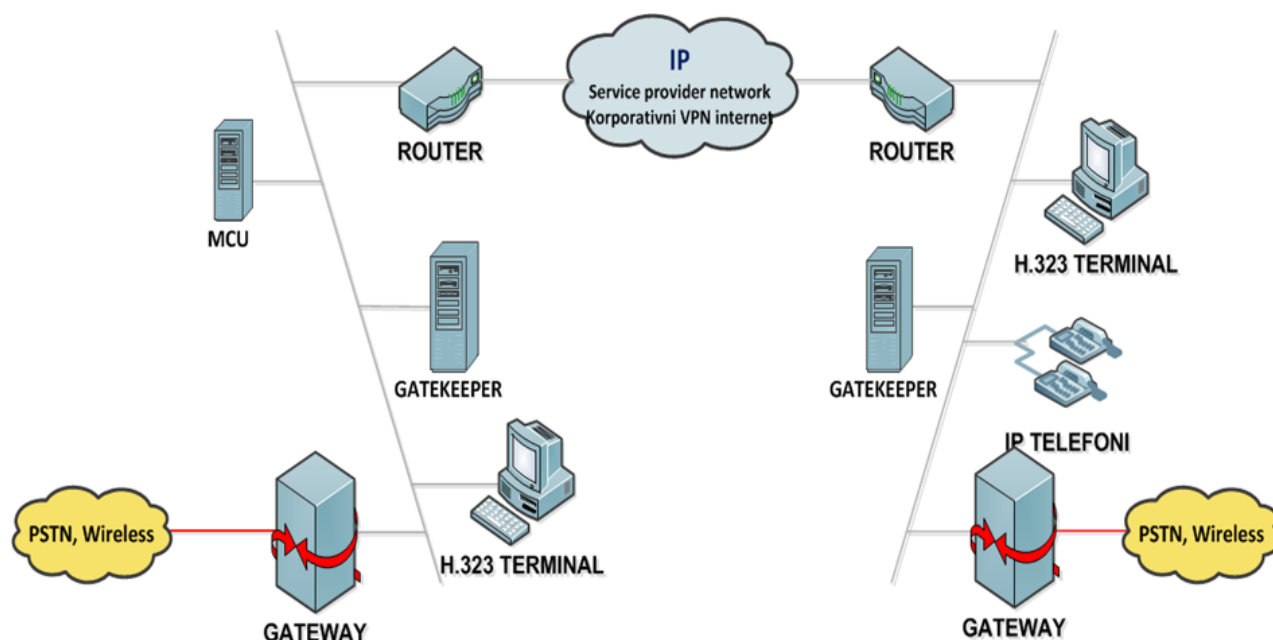 IP
Service provider network
Korporativni VPN internet
ROUTER
ROUTER
MCU
H.323 TERMINAL
GATEKEEPER
GATEKEEPER
IP TELEFONI
PSTN, Wireless
H.323 TERMINAL
PSTN, Wireless
GATEWAY
GATEWAY